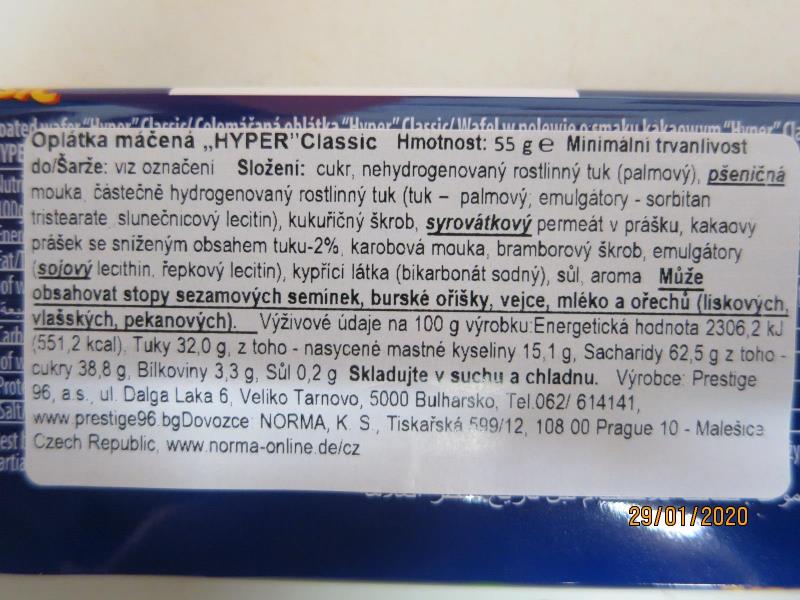 Oplátka máčená „HYPER"Classic Hmotnost: 55 g e Minimální trvanlivost
do/Šarže: viz označení Složení: cukr, nehydrogenovaný rostlinný tuk (palmový), pšeničná
mouka, částečně hydrogenovaný rostlinný tuk (tuk – palmový, emulgátory - sorbitan
tristearate, slunečnicový lecitin), kukuřičný škrob, syrovátkový permeát v prášku, kakaový
prášek se sníženým obsahem tuku-2%, karobová mouka, bramborový škrob, emulgátory
(sojový lecithin, řepkový lecitin), kypřící látka (bikarbonát sodný), sůl, aroma Může
obsahovat stopy sezamových semínek, burské oříšky, vejce, mléko a ořechů (lískových,
vlašských, pekanových). Výživové údaje na 100 g výrobku:Energetická hodnota 2306,2 kJ
(551,2 kcal), Tuky 32,0 g, z toho - nasycené mastné kyseliny 15,1 g, Sacharidy 62,5 g z toho -
cukry 38,8 g, Bílkoviny 3,3 g, Sůl 0,2 g Skladujte v suchu a chladnu. Výrobce: Prestige
96, a.s., ul. Dalga Laka 6, Veliko Tarnovo, 5000 Bulharsko, Tel.062/ 614141,
www.prestige96.bgDovozce: NORMA, K. S., Tiskařská 599/12, 108 00 Prague 10 - Malešice
Czech Republic, www.norma-online.de/cz
29/01/2020